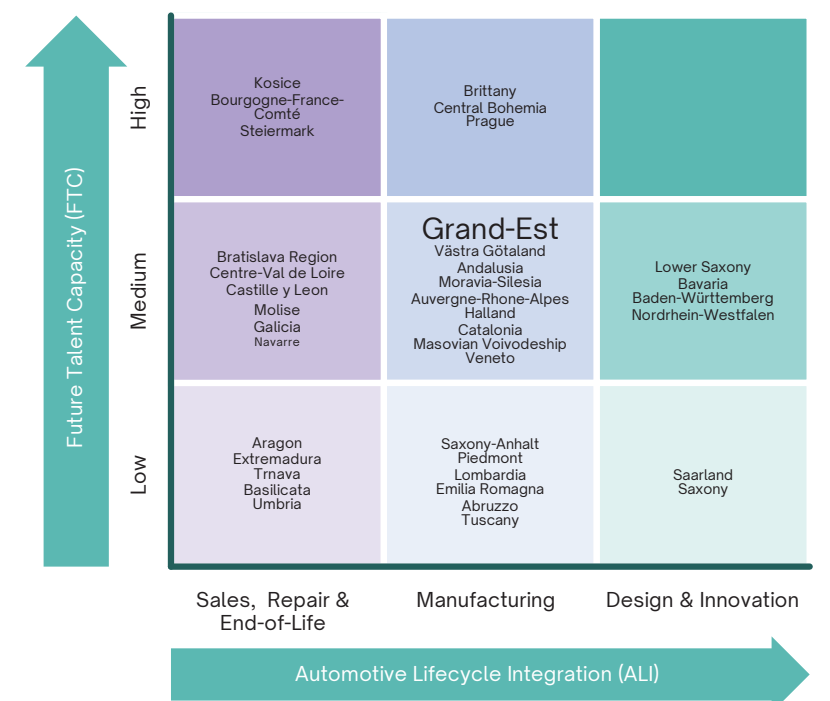 Future Talent Capacity (FTC)
High
Kosice
Bourgogne-France-
Comté
Steiermark
Brittany
Central Bohemia
Prague
Medium
Bratislava Region
Centre-Val de Loire
Castille y Leon
Molise
Galicia
Navarre
Grand-Est
Västra Götaland
Andalusia
Moravia-Silesia
Auvergne-Rhone-Alpes
Halland
Catalonia
Masovian Voivodeship
Veneto
Lower Saxony
Bavaria
Baden-Württemberg
Nordrhein-Westfalen
Low
Aragon
Extremadura
Trnava
Basilicata
Umbria
Saxony-Anhalt
Piedmont
Lombardia
Emilia Romagna
Abruzzo
Tuscany
Saarland
Saxony
Sales, Repair &
End-of-Life
Manufacturing
Design & Innovation
Automotive Lifecycle Integration (ALI)